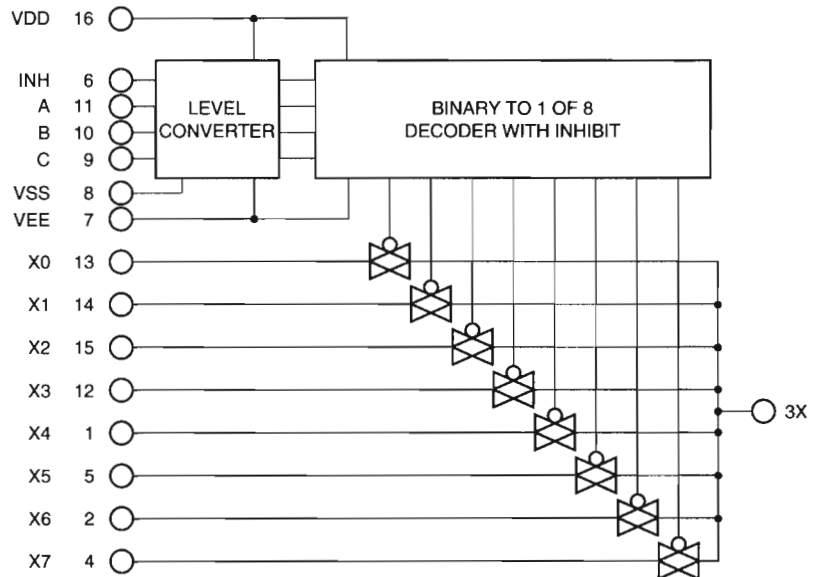 VDD 16
INH 6
A 11
B 10
C 9
VSS 8
VEE 7
LEVEL
CONVERTER
BINARY TO 1 OF 8
DECODER WITH INHIBIT
X0 13
X1 14
X2 15
X3 12
X4 1
X5 5
X6 2
X7 4
3X